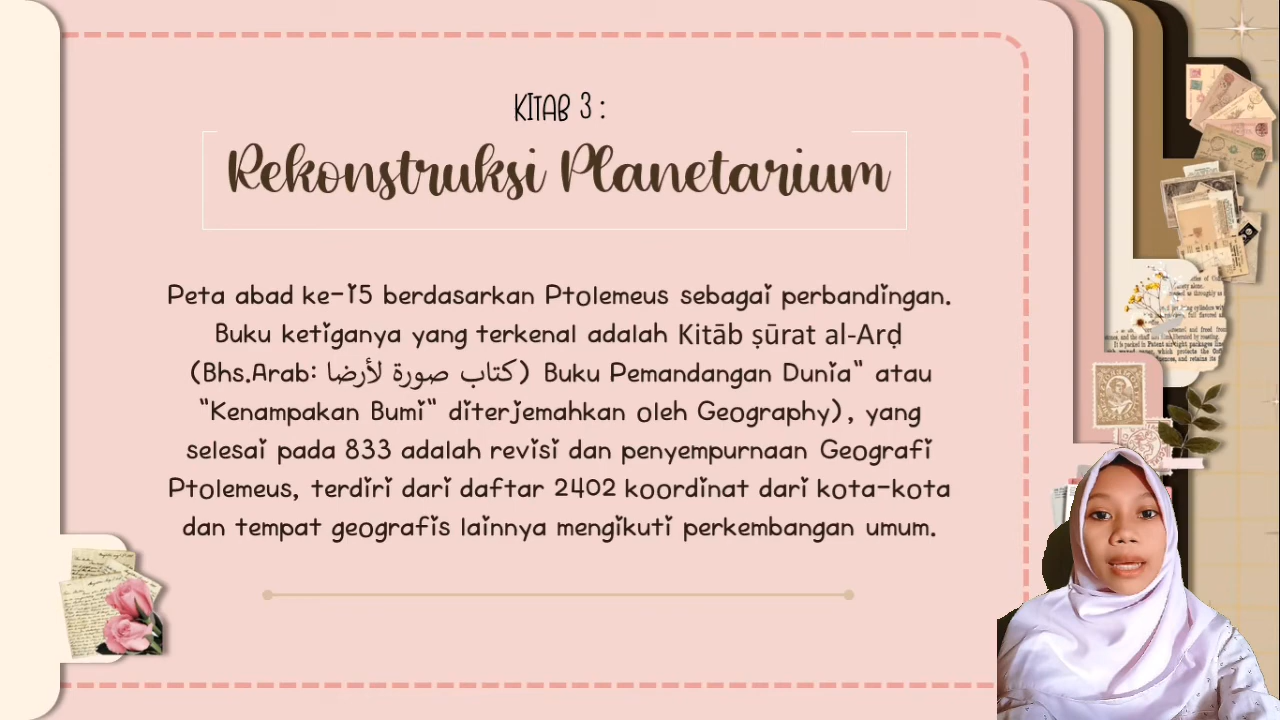 KITAB 3 :
Rekonstruksi Planetarium
Peta abad ke-15 berdasarkan Ptolemeus sebagai perbandingan.
Buku ketiganya yang terkenal adalah Kitāb ṣūrat al-Arḍ
(Bhs.Arab: كتاب صورة لأرضا) Buku Pemandangan Dunia" atau
"Kenampakan Bumi" diterjemahkan oleh Geography), yang
selesai pada 833 adalah revisi dan penyempurnaan Geografi
Ptolemeus, terdiri dari daftar 2402 koordinat dari kota-kota
dan tempat geografis lainnya mengikuti perkembangan umum.